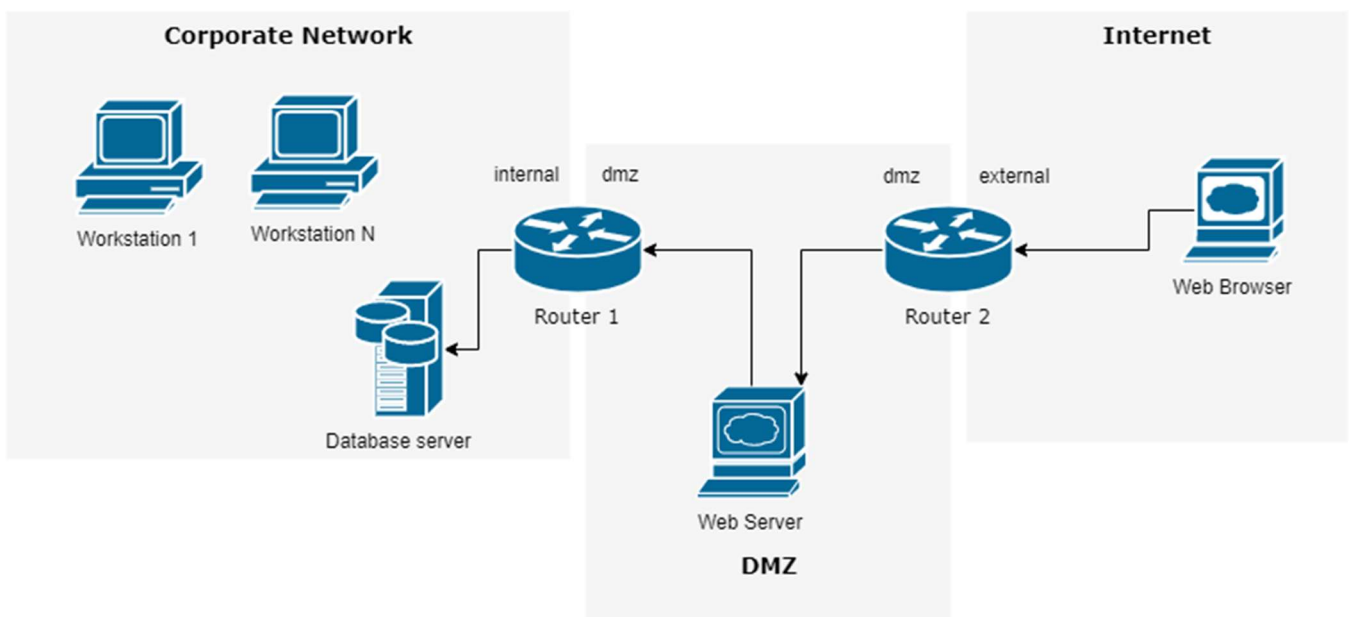 Corporate Network
Internet
Workstation 1
Workstation N
internal
dmz
dmz
external
Router 1
Router 2
Web Browser
Database server
Web Server
DMZ